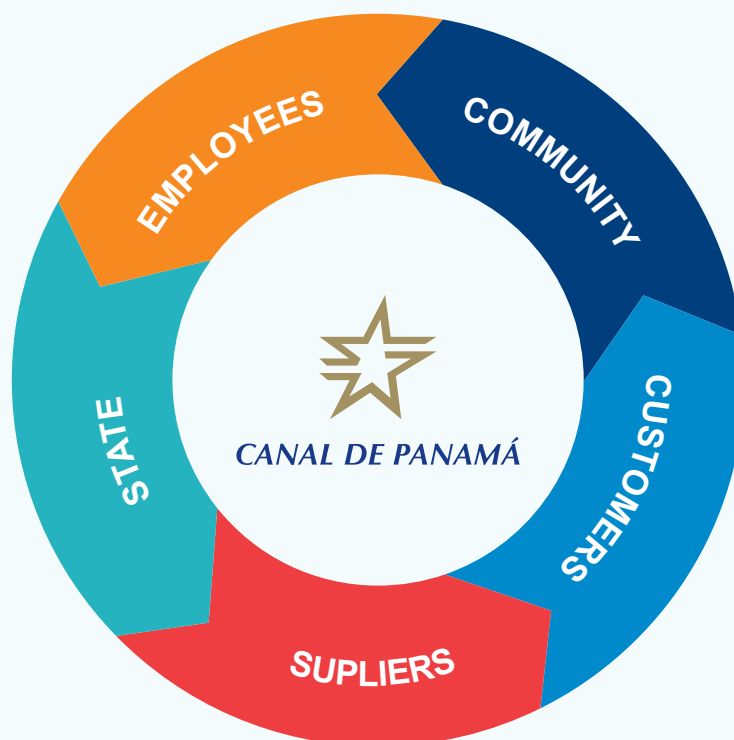 EMPLOYEES
COMMUNITY
CUSTOMERS
SUPLIERS
STATE
CANAL DE PANAMÁ